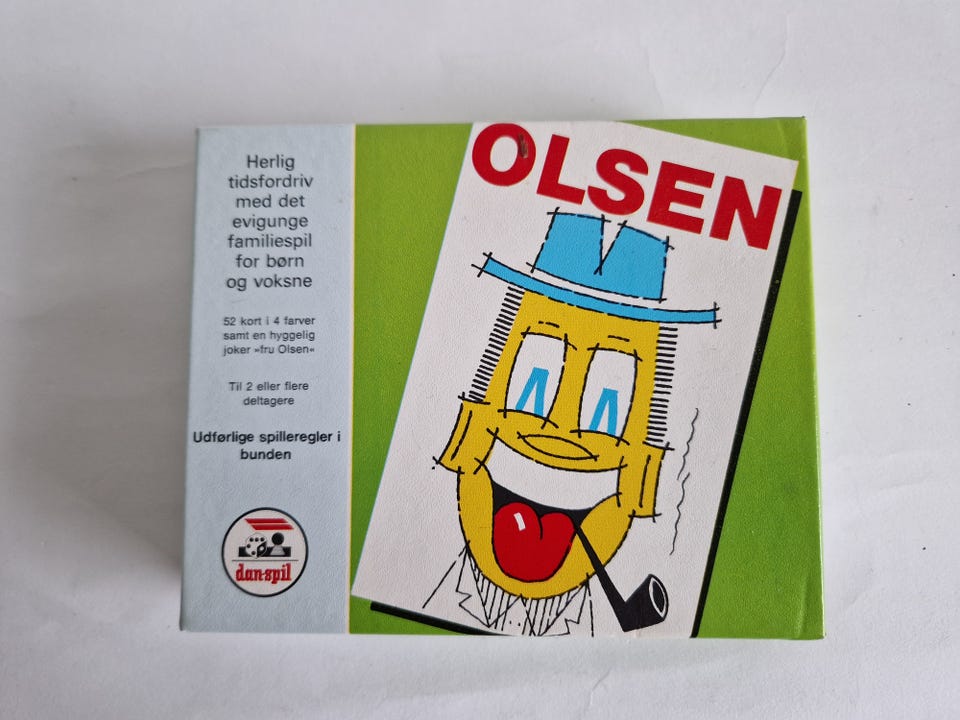 Herlig
tidsfordriv
med det
evigunge
familiespil
for børn
og voksne
52 kort i 4 farver
samt en hyggelig
joker »fru Olsen«
Til 2 eller flere
deltagere
Udførlige spilleregler i
bunden
dan-spil
OLSEN